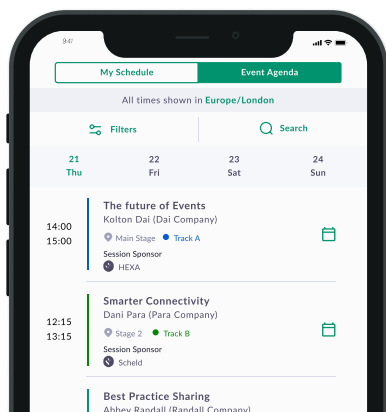 9:47
My Schedule
Event Agenda
All times shown in Europe/London
Filters
Search
21 22 23 24
Thu Fri Sat Sun
14:00
15:00
The future of Events
Kolton Dai (Dai Company)
Main Stage Track A
Session Sponsor
HEXA
12:15
13:15
Smarter Connectivity
Dani Para (Para Company)
Stage 2 Track B
Session Sponsor
Scheld
Best Practice Sharing
Abbey Randall (Randall Company)